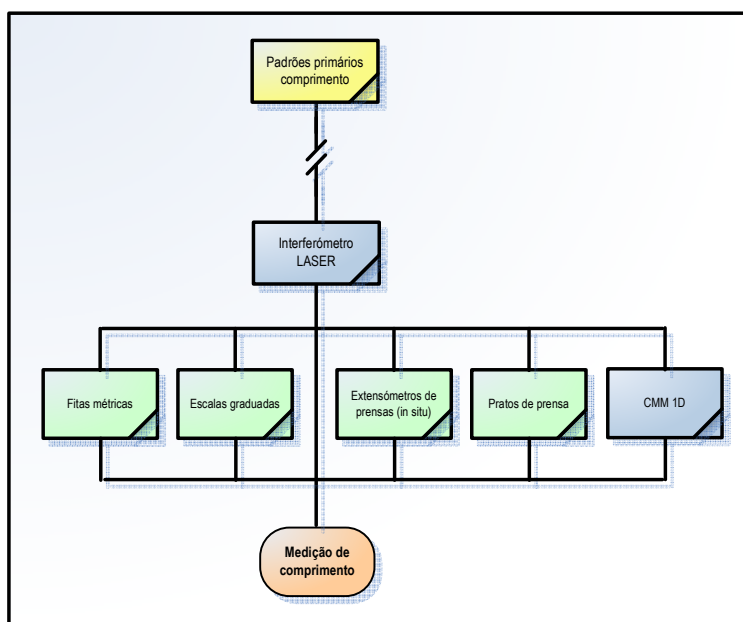 Padrões primários
comprimento
Interferómetro
LASER
Fitas métricas
Escalas graduadas
Extensómetros de
prensas (in situ)
Pratos de prensa
CMM 1D
Medição de
comprimento